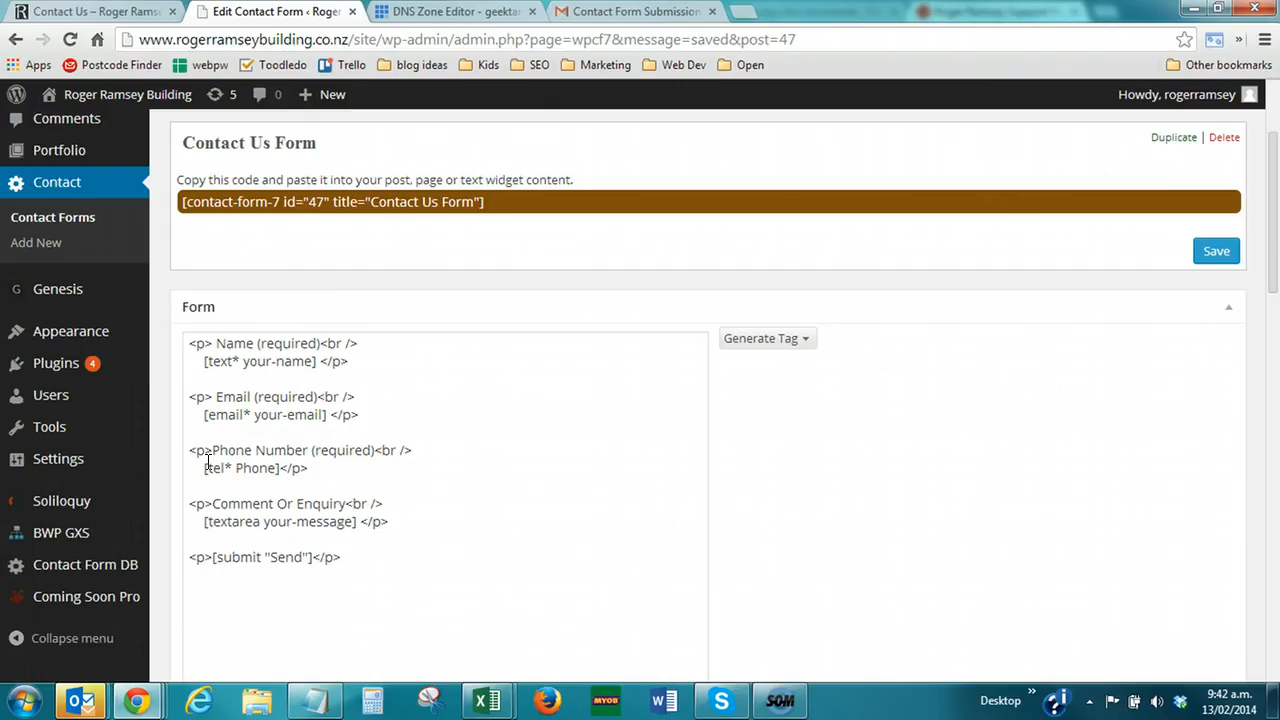 Contact Us – Roger Rams
Edit Contact Form ‹ Roger
DNS Zone Editor - geektar
Contact Form Submission
www.rogerramseybuilding.co.nz/site/wp-admin/admin.php?page=wpcf7&message=saved&post=47
Apps Postcode Finder webpw Toodledo Trello blog ideas Kids SEO Marketing Web Dev Open Other bookmarks
Roger Ramsey Building 5 0 New Howdy, rogerramsey
Comments
Portfolio
Contact
Contact Forms
Add New
Genesis
Appearance
Plugins 4
Users
Tools
Settings
Soliloquy
BWP GXS
Contact Form DB
Coming Soon Pro
Collapse menu
Contact Us Form
Duplicate | Delete
Copy this code and paste it into your post, page or text widget content.
[contact-form-7 id="47" title="Contact Us Form"]
Save
Form
Generate Tag
<p> Name (required)<br />
[text* your-name] </p>
<p> Email (required)<br />
[email* your-email] </p>
<p>Phone Number (required)<br />
[tel* Phone]</p>
<p>Comment Or Enquiry<br />
[textarea your-message] </p>
<p>[submit "Send"]</p>
MYOB
SOM
Desktop
9:42 a.m.
13/02/2014